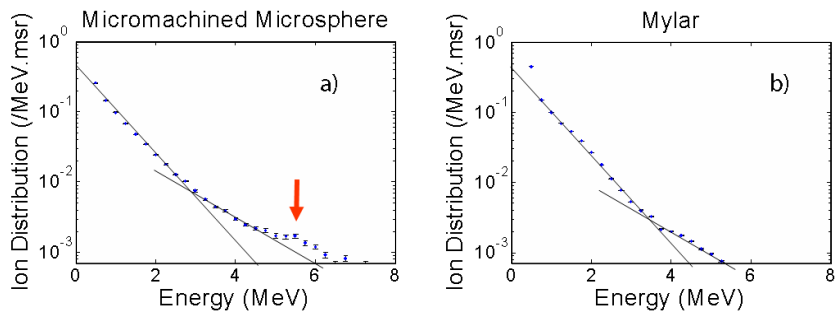 Micromachined Microsphere
Ion Distribution (/MeV.msr)
10^0
10^-1
10^-2
10^-3
a)
0 2 4 6 8
Energy (MeV)
Mylar
Ion Distribution (/MeV.msr)
10^0
10^-1
10^-2
10^-3
b)
0 2 4 6 8
Energy (MeV)